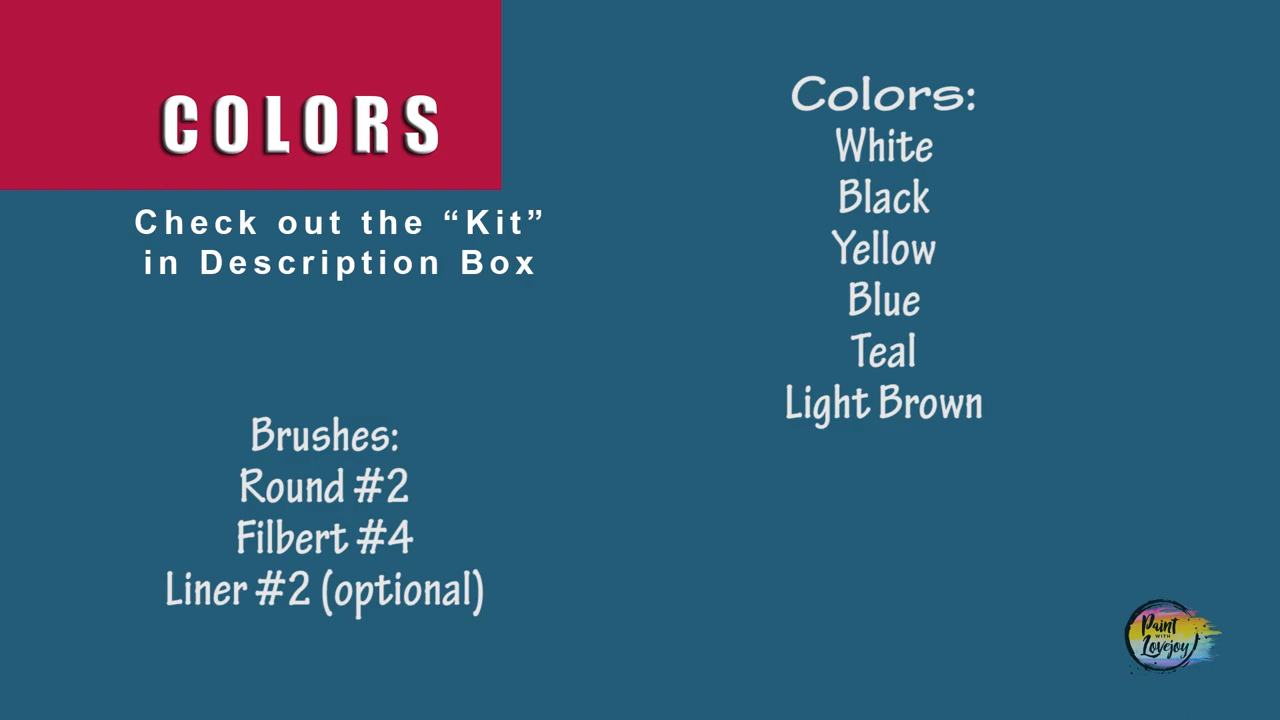 COLORS
Check out the “Kit”
in Description Box
Brushes:
Round #2
Filbert #4
Liner #2 (optional)
Colors:
White
Black
Yellow
Blue
Teal
Light Brown
Paint
WITH
Lovejoy